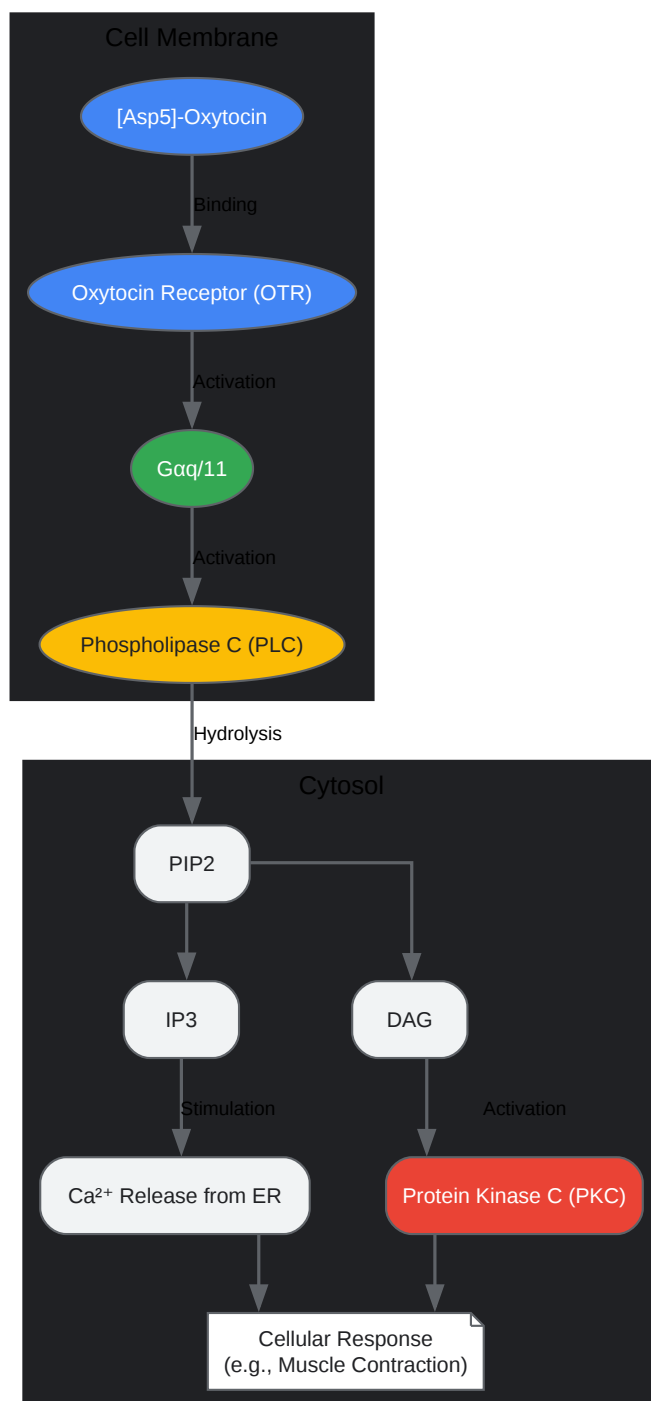 Cell Membrane
[Asp5]-Oxytocin
Binding
Oxytocin Receptor (OTR)
Activation
Gαq/11
Activation
Phospholipase C (PLC)
Hydrolysis
Cytosol
PIP2
IP3
DAG
Stimulation
Activation
Ca²⁺ Release from ER
Protein Kinase C (PKC)
Cellular Response
(e.g., Muscle Contraction)